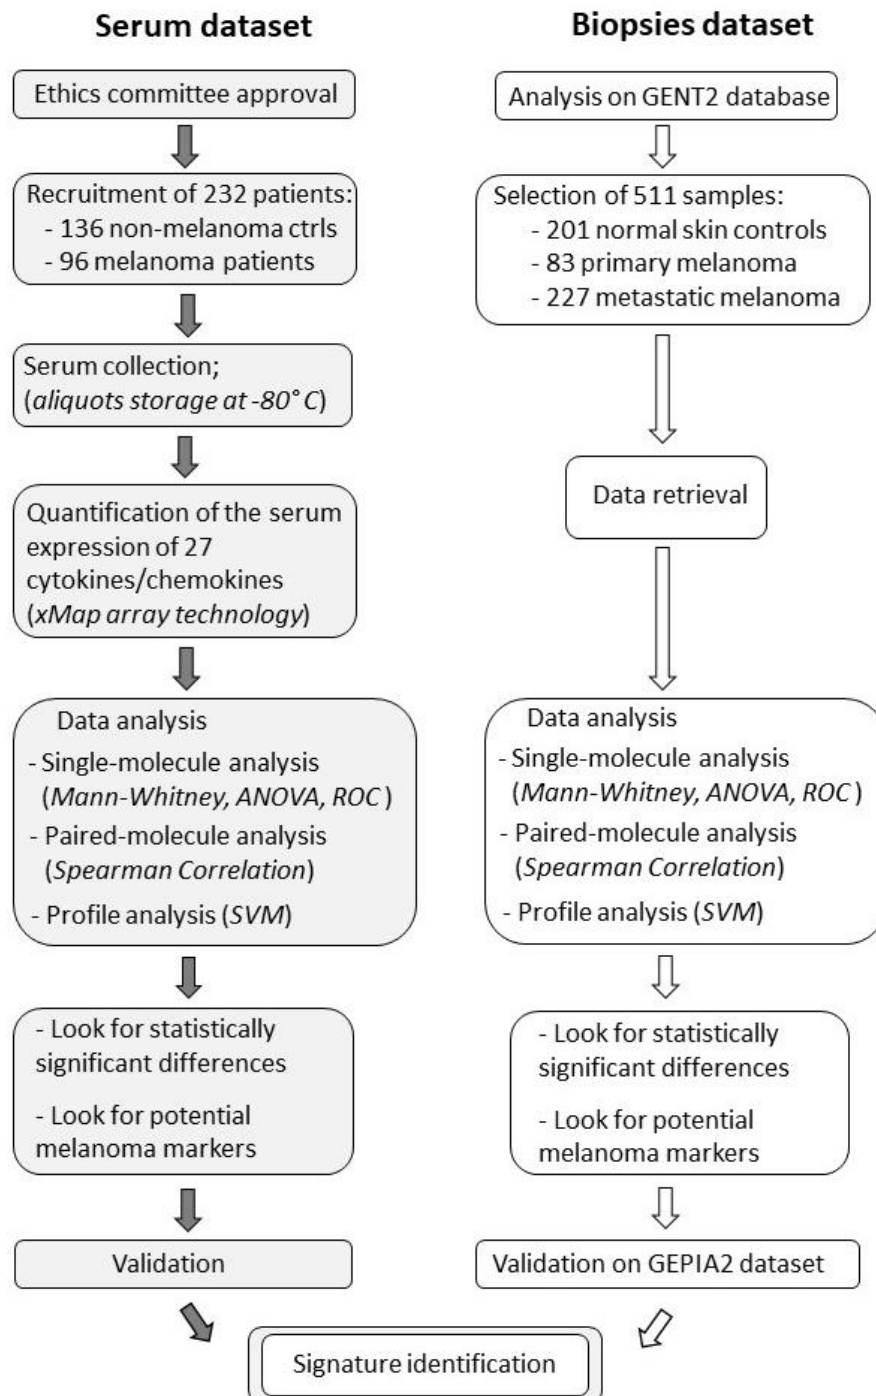 Serum dataset
Ethics committee approval
Recruitment of 232 patients:
- 136 non-melanoma ctrls
- 96 melanoma patients
Serum collection;
(aliquots storage at -80°C)
Quantification of the serum
expression of 27
cytokines/chemokines
(xMap array technology)
Data analysis
- Single-molecule analysis
(Mann-Whitney, ANOVA, ROC)
- Paired-molecule analysis
(Spearman Correlation)
- Profile analysis (SVM)
- Look for statistically
significant differences
- Look for potential
melanoma markers
Validation
Biopsies dataset
Analysis on GENT2 database
Selection of 511 samples:
- 201 normal skin controls
- 83 primary melanoma
- 227 metastatic melanoma
Data retrieval
Data analysis
- Single-molecule analysis
(Mann-Whitney, ANOVA, ROC)
- Paired-molecule analysis
(Spearman Correlation)
- Profile analysis (SVM)
- Look for statistically
significant differences
- Look for potential
melanoma markers
Validation on GEPIA2 dataset
Signature identification